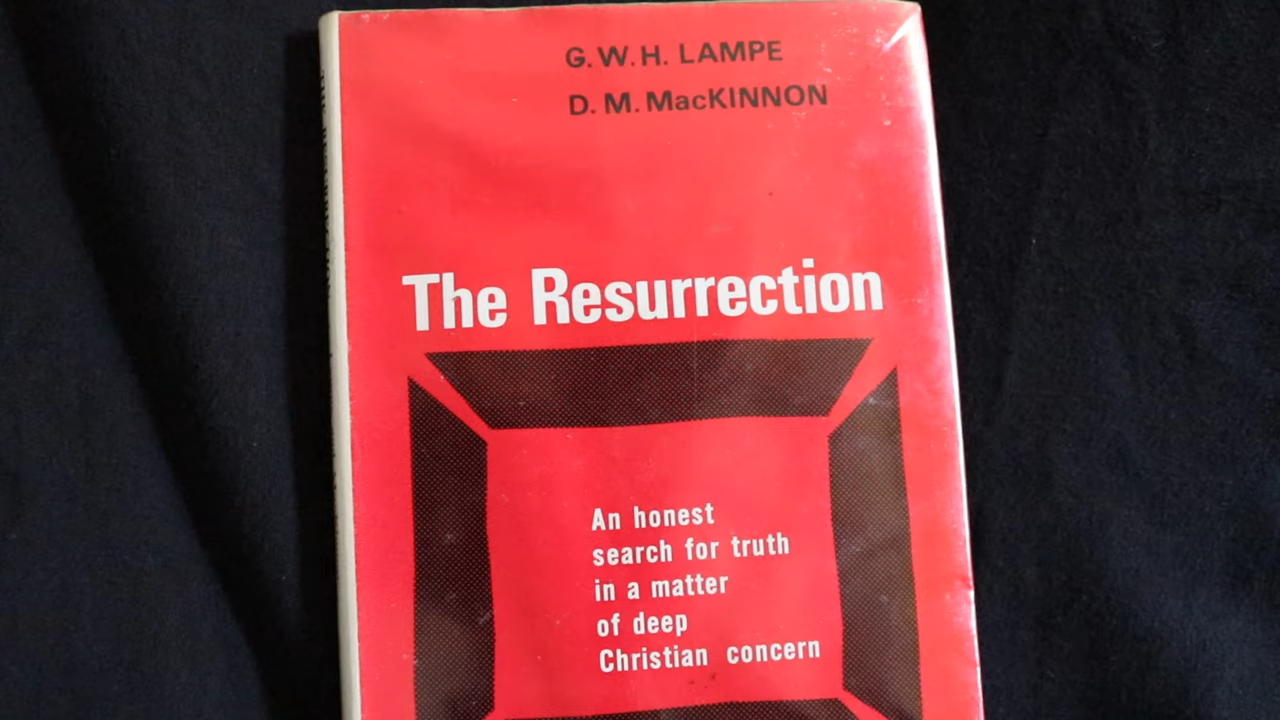 G. W. H. LAMPE
D. M. MacKINNON
The Resurrection
An honest
search for truth
in a matter
of deep
Christian concern